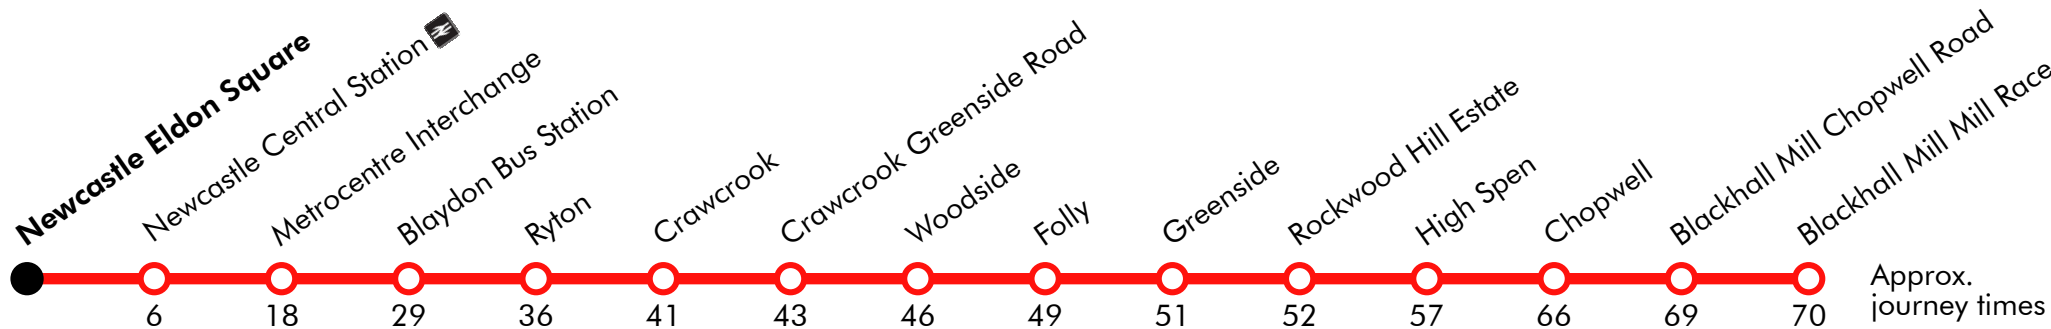 Newcastle Eldon Square
Newcastle Central Station
Metrocentre Interchange
Blaydon Bus Station
Ryton
Crawcrook
Crawcrook Greenside Road
Woodside
Folly
Greenside
Rockwood Hill Estate
High Spen
Chopwell
Blackhall Mill Chopwell Road
Blackhall Mill Mill Race
6 18 29 36 41 43 46 49 51 52 57 66 69 70
Approx.
journey times